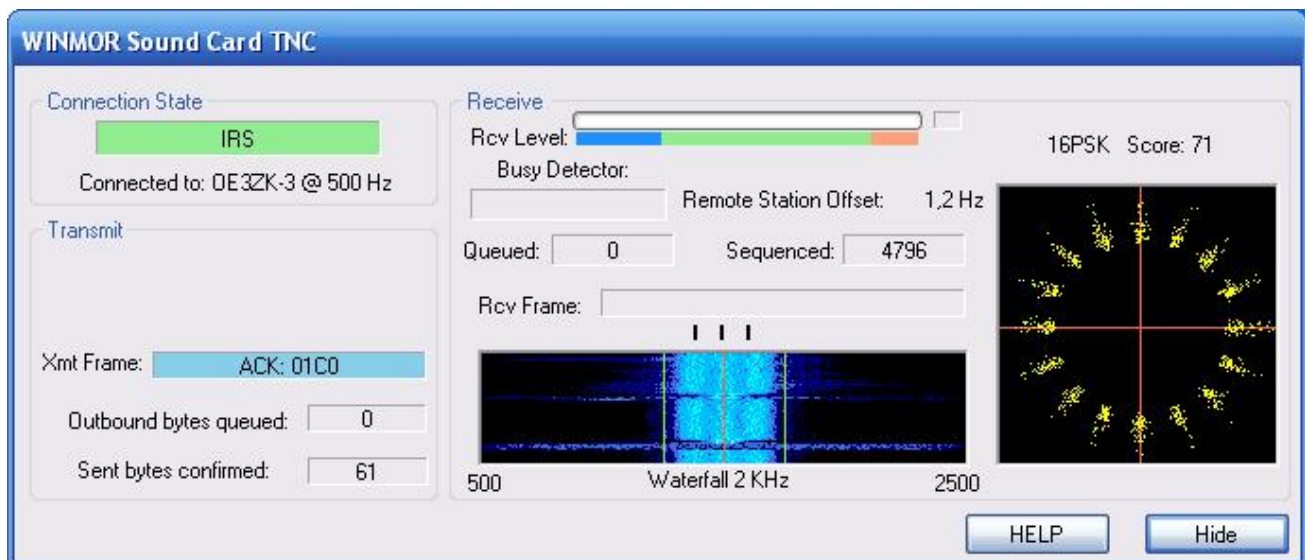 WINMOR Sound Card TNC
Connection State
IRS
Connected to: OE3ZK-3 @ 500 Hz
Transmit
Xmt Frame: ACK: 01C0
Outbound bytes queued: 0
Sent bytes confirmed: 61
Receive
Rcv Level:
Busy Detector:
Remote Station Offset: 1,2 Hz
Queued: 0 Sequenced: 4796
Rcv Frame:
500 Waterfall 2 KHz 2500
16PSK Score: 71
HELP Hide